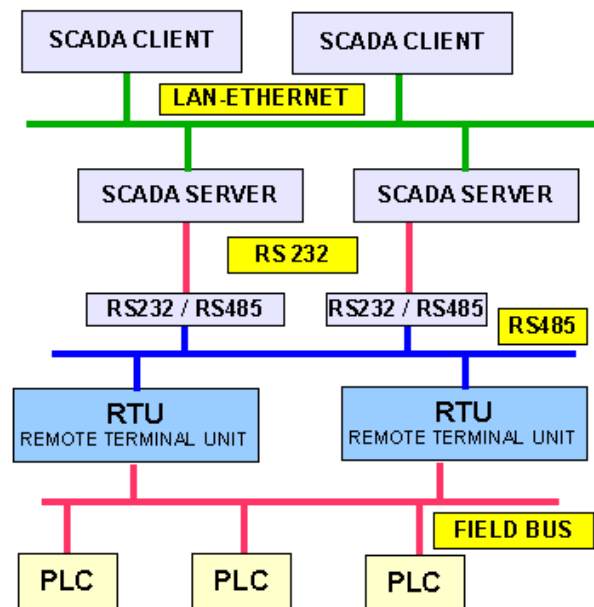 SCADA CLIENT
SCADA CLIENT
LAN-ETHERNET
SCADA SERVER
SCADA SERVER
RS 232
RS232 / RS485
RS232 / RS485
RS485
RTU
REMOTE TERMINAL UNIT
RTU
REMOTE TERMINAL UNIT
FIELD BUS
PLC
PLC
PLC